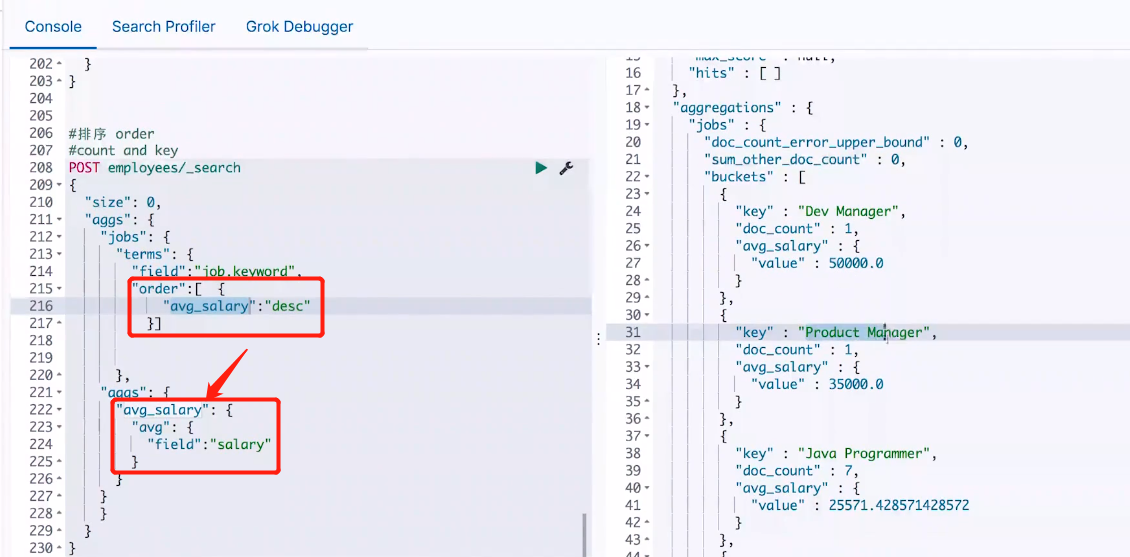 Console Search Profiler Grok Debugger
202 }
203 }
204
205
206 #排序 order
207 #count and key
208 POST employees/_search
209 {
210 "size": 0,
211 "aggs": {
212 "jobs": {
213 "terms": {
214 "field":"job.keyword",
215 "order":[ {
216 "avg_salary":"desc"
217 }]
218
219
220 },
221 "aggs": {
222 "avg_salary": {
223 "avg": {
224 "field":"salary"
225 }
226 }
227 }
228 }
229 }
230 }
15 "max_score" : null,
16 "hits" : [ ]
17 },
18 "aggregations" : {
19 "jobs" : {
20 "doc_count_error_upper_bound" : 0,
21 "sum_other_doc_count" : 0,
22 "buckets" : [
23 {
24 "key" : "Dev Manager",
25 "doc_count" : 1,
26 "avg_salary" : {
27 "value" : 50000.0
28 }
29 },
30 {
31 "key" : "Product Manager",
32 "doc_count" : 1,
33 "avg_salary" : {
34 "value" : 35000.0
35 }
36 },
37 {
38 "key" : "Java Programmer",
39 "doc_count" : 7,
40 "avg_salary" : {
41 "value" : 25571.428571428572
42 }
43 },
44 {